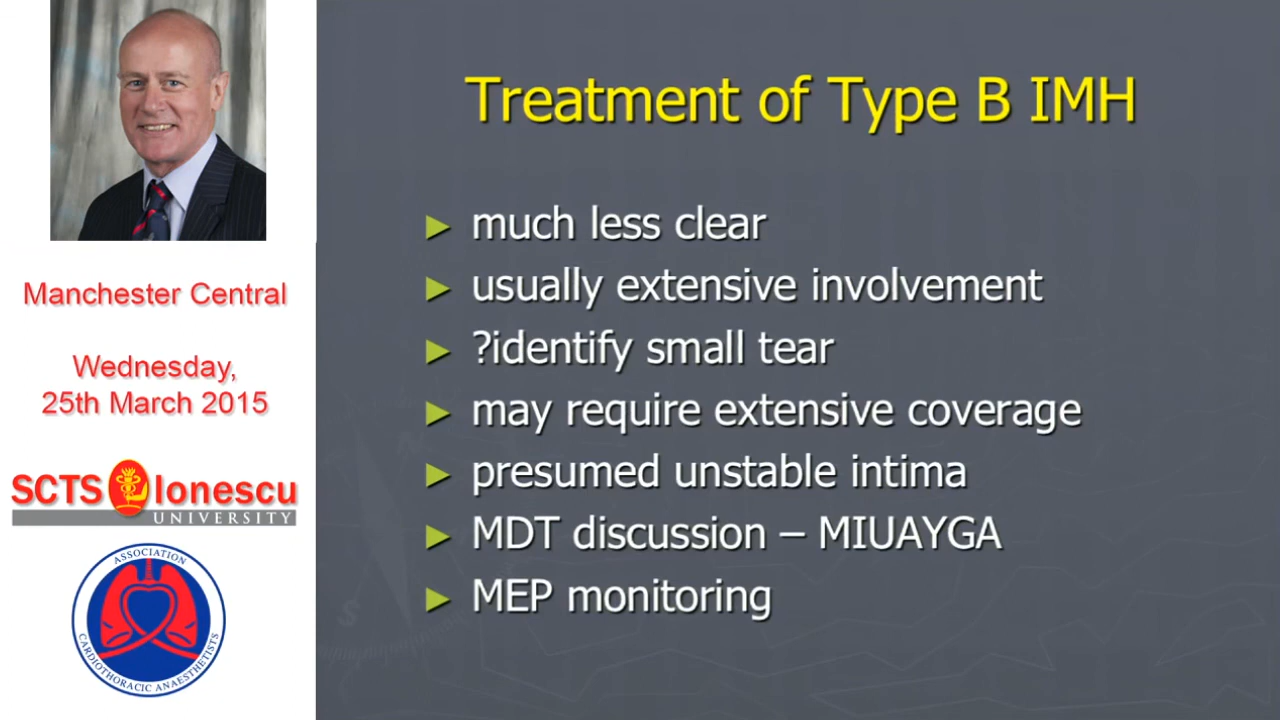 Manchester Central
Wednesday,
25th March 2015
SCTS Ionescu
UNIVERSITY
ASSOCIATION
CARDIOTHORACIC ANAESTHETISTS
Treatment of Type B IMH
► much less clear
► usually extensive involvement
► ?identify small tear
► may require extensive coverage
► presumed unstable intima
► MDT discussion – MIUAYGA
► MEP monitoring
S